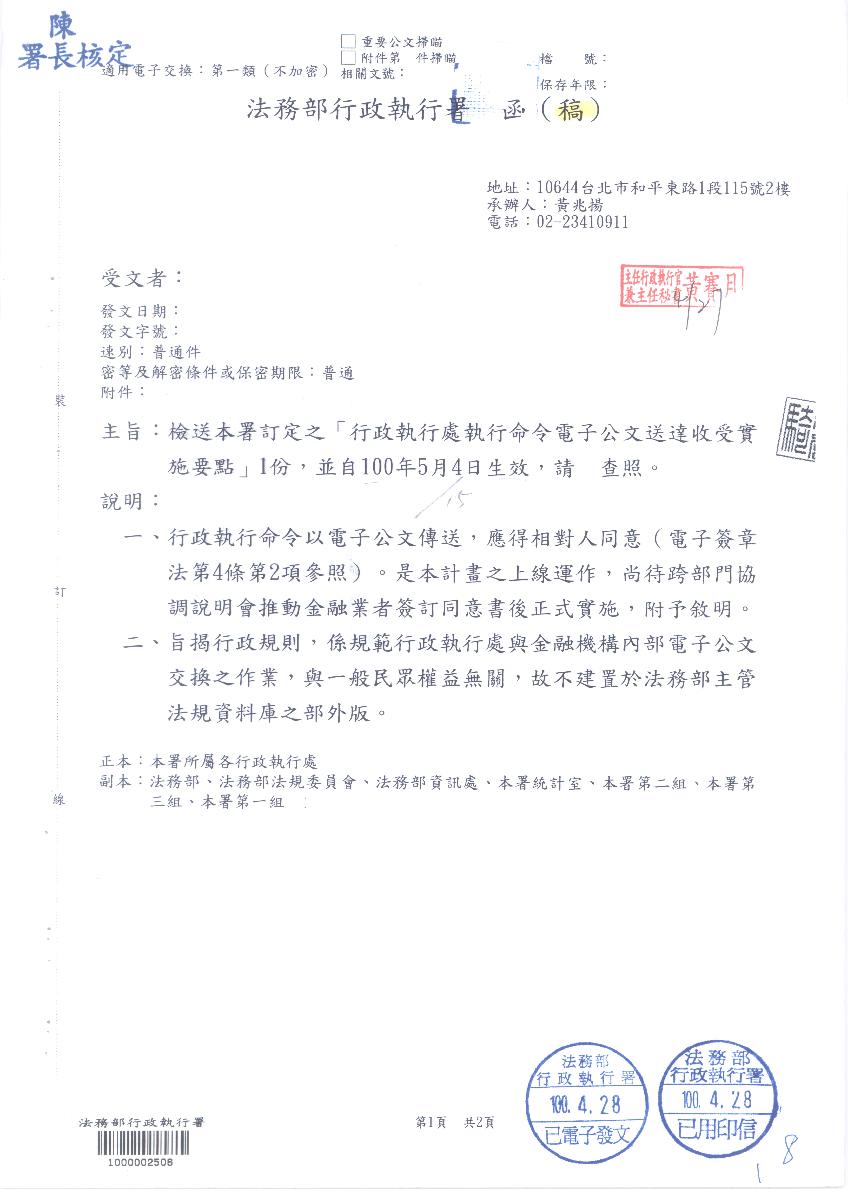 陳
署長核定
□重要公文掃瞄
□附件第　件掃瞄
適用電子交換：第一類（不加密）
相關文號：
檔　　號：
保存年限：
法務部行政執行署　函（稿）
地址：10644台北市和平東路1段115號2樓
承辦人：黃兆揚
電話：02-23410911
受文者：
主任行政執行官
兼主任秘書
4/27
發文日期：
發文字號：
速別：普通件
密等及解密條件或保密期限：普通
附件：
裝
主旨：檢送本署訂定之「行政執行處執行命令電子公文送達收受實
施要點」1份，並自100年5月4日生效，請　查照。
15
說明：
一、行政執行命令以電子公文傳送，應得相對人同意（電子簽章
法第4條第2項參照）。是本計畫之上線運作，尚待跨部門協
訂
調說明會推動金融業者簽訂同意書後正式實施，附予敘明。
二、旨揭行政規則，係規範行政執行處與金融機構內部電子公文
交換之作業，與一般民眾權益無關，故不建置於法務部主管
法規資料庫之部外版。
正本：本署所屬各行政執行處
副本：法務部、法務部法規委員會、法務部資訊處、本署統計室、本署第二組、本署第
三組、本署第一組
線
法務部
行政執行署
100. 4. 28
已電子發文
法務部
行政執行署
100. 4. 28
已用印信
法務部行政執行署
1000002508
第1頁　共2頁
1
8